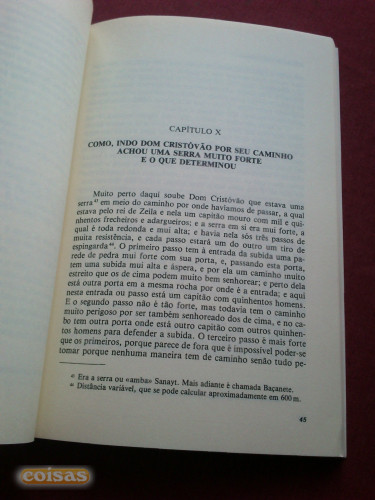 CAPÍTULO X
COMO, INDO DOM CRISTÓVÃO POR SEU CAMINHO
ACHOU UMA SERRA MUITO FORTE
E O QUE DETERMINOU
Muito perto daqui soube Dom Cristóvão que estava uma
serra⁴⁷ em meio do caminho por onde havíamos de passar, a qual
estava pelo rei de Zeila e nela um capitão mouro com mil e qui-
nhentos frecheiros e adargueiros; e a serra em si era mui forte, a
qual é toda redonda e mui alta; e havia nela sós três passos de
muita resistência, e cada passo estará um do outro um tiro de
espingarda⁴⁸. O primeiro passo tem à entrada da subida uma pa-
rede de pedra mui forte com sua porta, e, passando esta porta,
tem uma subida mui alta e áspera, e por ela um caminho muito
estreito que os de cima podem muito bem senhorear; e perto dela
está outra porta em a mesma rocha por onde é a entrada; e aqui
nesta entrada ou passo está um capitão com quinhentos homens.
E o segundo passo não é tão forte, mas todavia tem o caminho
muito perigoso por ser também senhoreado dos de cima, e no ca-
bo tem outra porta onde está outro capitão com outros quinhen-
tos homens para defender a subida. O terceiro passo é mais forte
que os primeiros, porque parece de fora que é impossível poder-se
tomar porque nenhuma maneira tem de caminho senão tudo pe-
⁴⁷ Era a serra ou «amba» Sanayt. Mais adiante é chamada Baçanete.
⁴⁸ Distância variável, que se pode calcular aproximadamente em 600 m.
45
coisas